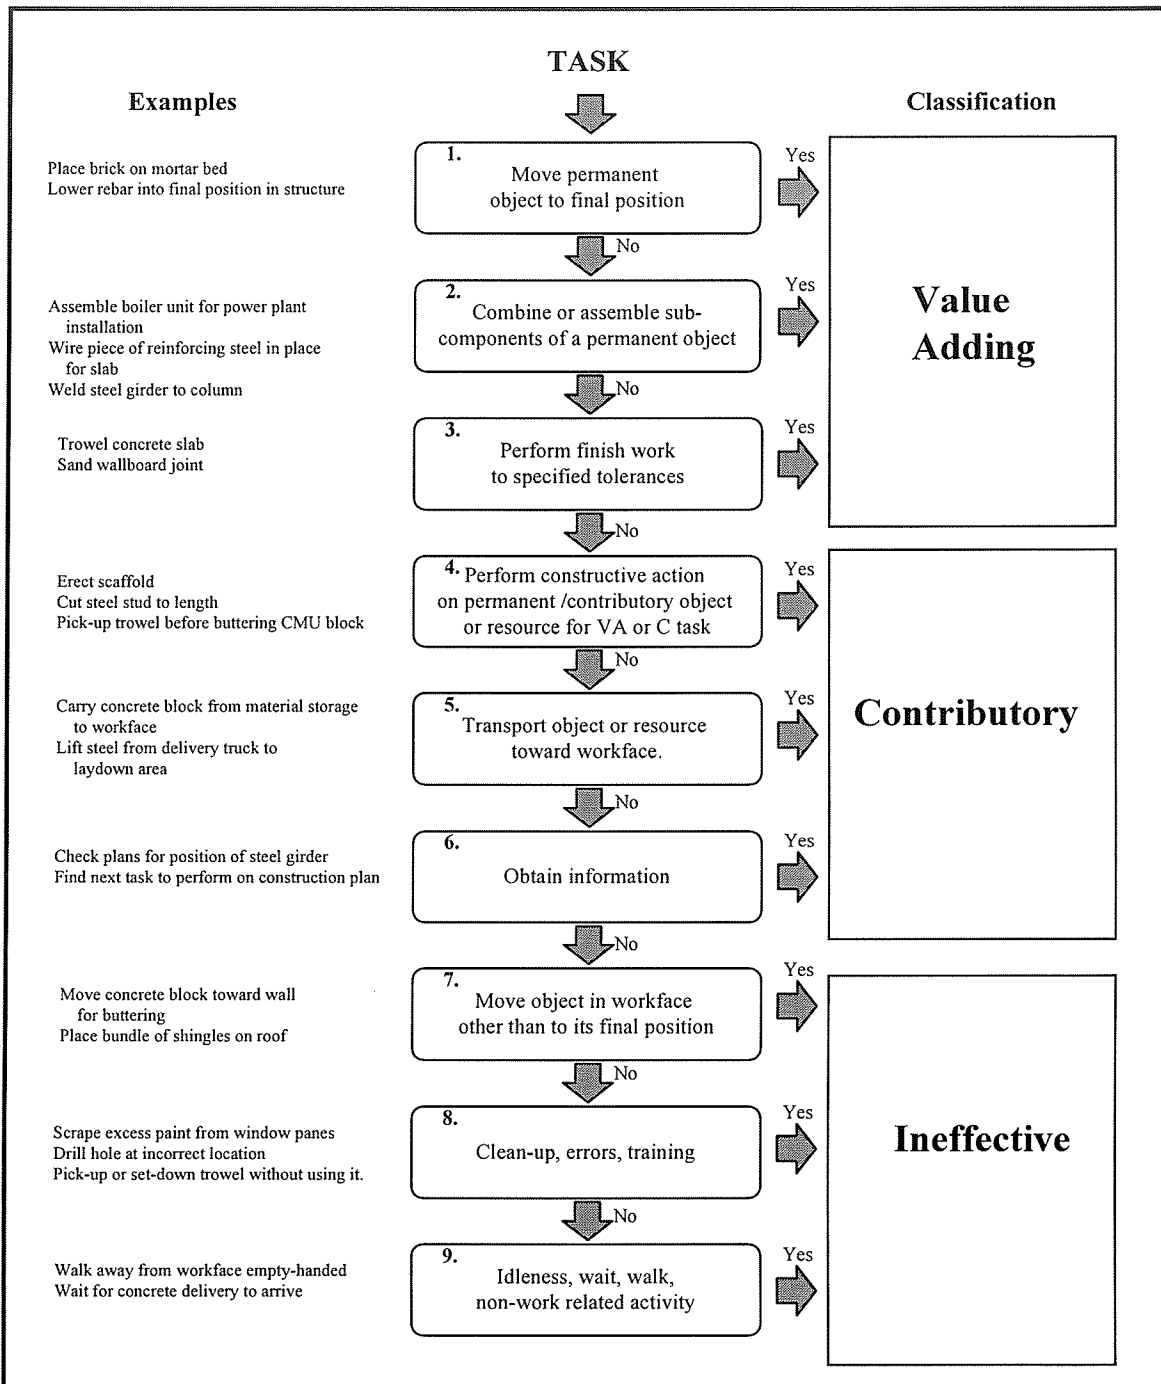 TASK
Examples
Classification
Place brick on mortar bed
Lower rebar into final position in structure
1.
Move permanent
object to final position
Yes
No
Assemble boiler unit for power plant
installation
Wire piece of reinforcing steel in place
for slab
Weld steel girder to column
2.
Combine or assemble sub-
components of a permanent object
Yes
Value
Adding
No
Trowel concrete slab
Sand wallboard joint
3.
Perform finish work
to specified tolerances
Yes
No
Erect scaffold
Cut steel stud to length
Pick-up trowel before buttering CMU block
4. Perform constructive action
on permanent /contributory object
or resource for VA or C task
Yes
No
Carry concrete block from material storage
to workface
Lift steel from delivery truck to
laydown area
5.
Transport object or resource
toward workface.
Yes
Contributory
No
Check plans for position of steel girder
Find next task to perform on construction plan
6.
Obtain information
Yes
No
Move concrete block toward wall
for buttering
Place bundle of shingles on roof
7.
Move object in workface
other than to its final position
Yes
No
Scrape excess paint from window panes
Drill hole at incorrect location
Pick-up or set-down trowel without using it.
8.
Clean-up, errors, training
Yes
Ineffective
No
Walk away from workface empty-handed
Wait for concrete delivery to arrive
9.
Idleness, wait, walk,
non-work related activity
Yes